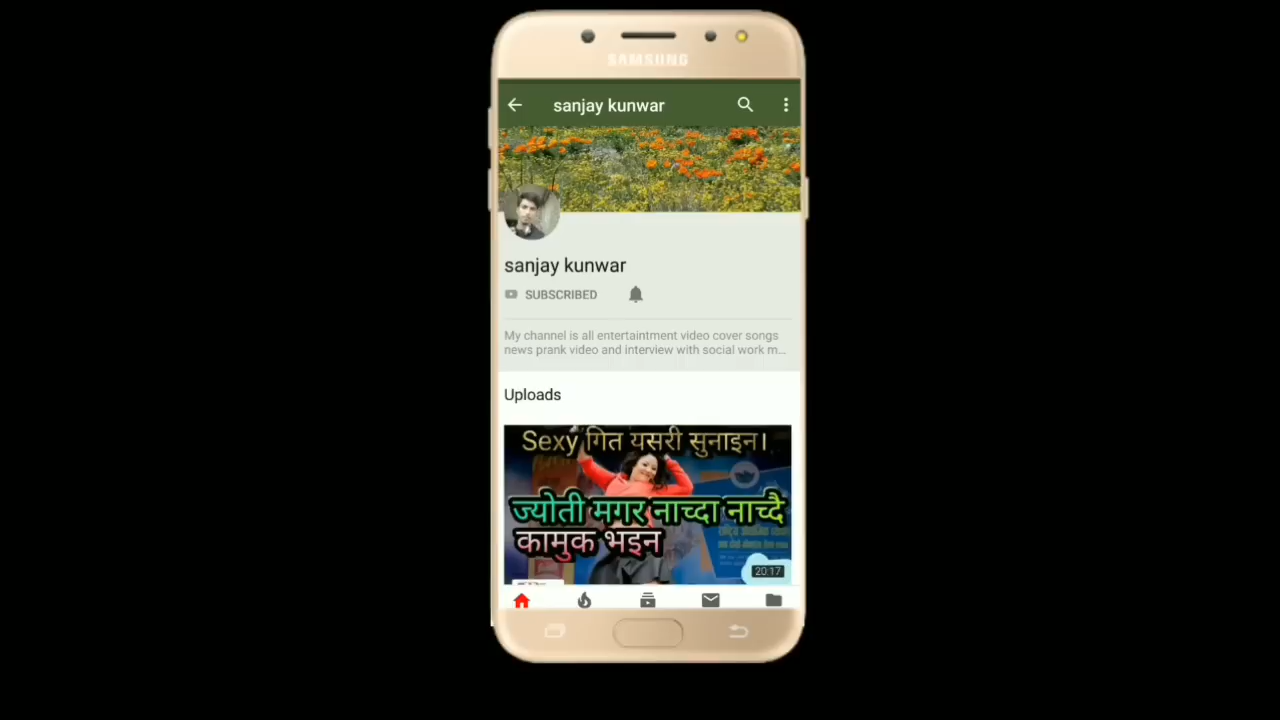 SAMSUNG
sanjay kunwar
sanjay kunwar
SUBSCRIBED
My channel is all entertaintment video cover songs
news prank video and interview with social work m...
Uploads
Sexy गित यसरी सुनाइन।
ज्योती मगर नाच्दा नाच्दै
कामुक भइन
20:17